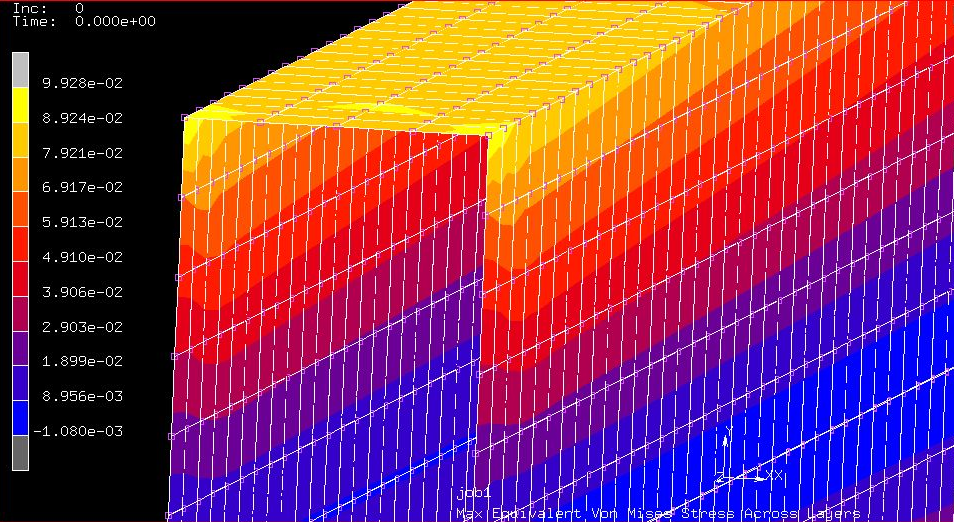 Inc: 0
Time: 0.000e+00
9.928e-02
8.924e-02
7.921e-02
6.917e-02
5.913e-02
4.910e-02
3.906e-02
2.903e-02
1.899e-02
8.956e-03
-1.080e-03
Y
Z
X
job1
Max Equivalent Von Mises Stress Across Layers